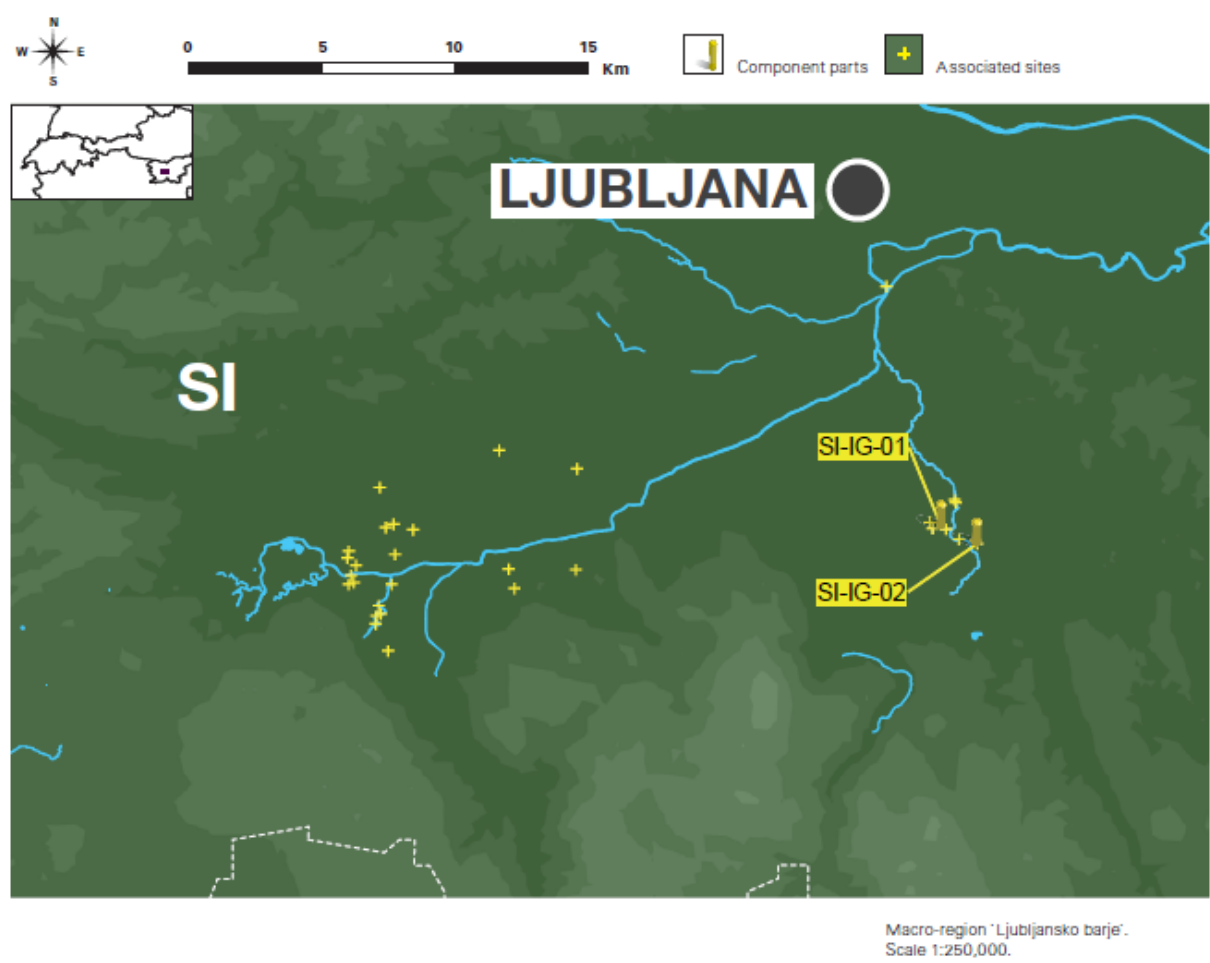 N
W E
S
0 5 10 15
Km
Component parts
Associated sites
LJUBLJANA
SI
SI-IG-01
SI-IG-02
Macro-region 'Ljubljansko barje'.
Scale 1:250,000.